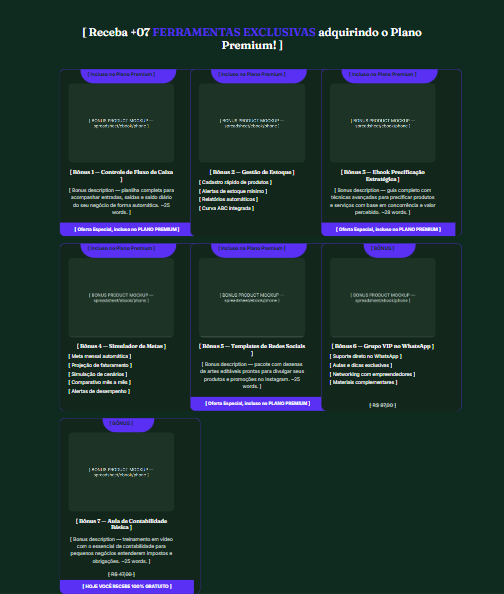 [ Receba +07 FERRAMENTAS EXCLUSIVAS adquirindo o Plano
Premium! ]
[ Incluso no Plano Premium ]
[ BONUS PRODUCT MOCKUP —
spreadsheet/ebook/phone ]
[ Bônus 1 — Controle de Fluxo de Caixa
]
[ Bonus description — planilha completa para
acompanhar entradas, saídas e saldo diário
do seu negócio de forma automática. ~25
words. ]
[ Oferta Especial, incluso no PLANO PREMIUM ]
[ Incluso no Plano Premium ]
[ BONUS PRODUCT MOCKUP —
spreadsheet/ebook/phone ]
[ Bônus 2 — Gestão de Estoque ]
[ Cadastro rápido de produtos ]
[ Alertas de estoque mínimo ]
[ Relatórios automáticos ]
[ Curva ABC integrada ]
[ Incluso no Plano Premium ]
[ BONUS PRODUCT MOCKUP —
spreadsheet/ebook/phone ]
[ Bônus 3 — Ebook Precificação
Estratégica ]
[ Bonus description — guia completo com
técnicas avançadas para precificar produtos
e serviços com base em concorrência e valor
percebido. ~28 words. ]
[ Oferta Especial, incluso no PLANO PREMIUM ]
[ Incluso no Plano Premium ]
[ BONUS PRODUCT MOCKUP —
spreadsheet/ebook/phone ]
[ Bônus 4 — Simulador de Metas ]
[ Meta mensal automática ]
[ Projeção de faturamento ]
[ Simulação de cenários ]
[ Comparativo mês a mês ]
[ Alertas de desempenho ]
[ Incluso no Plano Premium ]
[ BONUS PRODUCT MOCKUP —
spreadsheet/ebook/phone ]
[ Bônus 5 — Templates de Redes Sociais
]
[ Bonus description — pacote com dezenas
de artes editáveis prontas para divulgar seus
produtos e promoções no Instagram. ~25
words. ]
[ Oferta Especial, incluso no PLANO PREMIUM ]
[ BÔNUS ]
[ BONUS PRODUCT MOCKUP —
spreadsheet/ebook/phone ]
[ Bônus 6 — Grupo VIP no WhatsApp ]
[ Suporte direto no WhatsApp ]
[ Aulas e dicas exclusivas ]
[ Networking com empreendedores ]
[ Materiais complementares ]
[ R$ 97,00 ]
[ BÔNUS ]
[ BONUS PRODUCT MOCKUP —
spreadsheet/ebook/phone ]
[ Bônus 7 — Aula de Contabilidade
Básica ]
[ Bonus description — treinamento em vídeo
com o essencial de contabilidade para
pequenos negócios entenderem impostos e
obrigações. ~25 words. ]
[ R$ 47,00 ]
[ HOJE VOCÊ RECEBE 100% GRATUITO ]